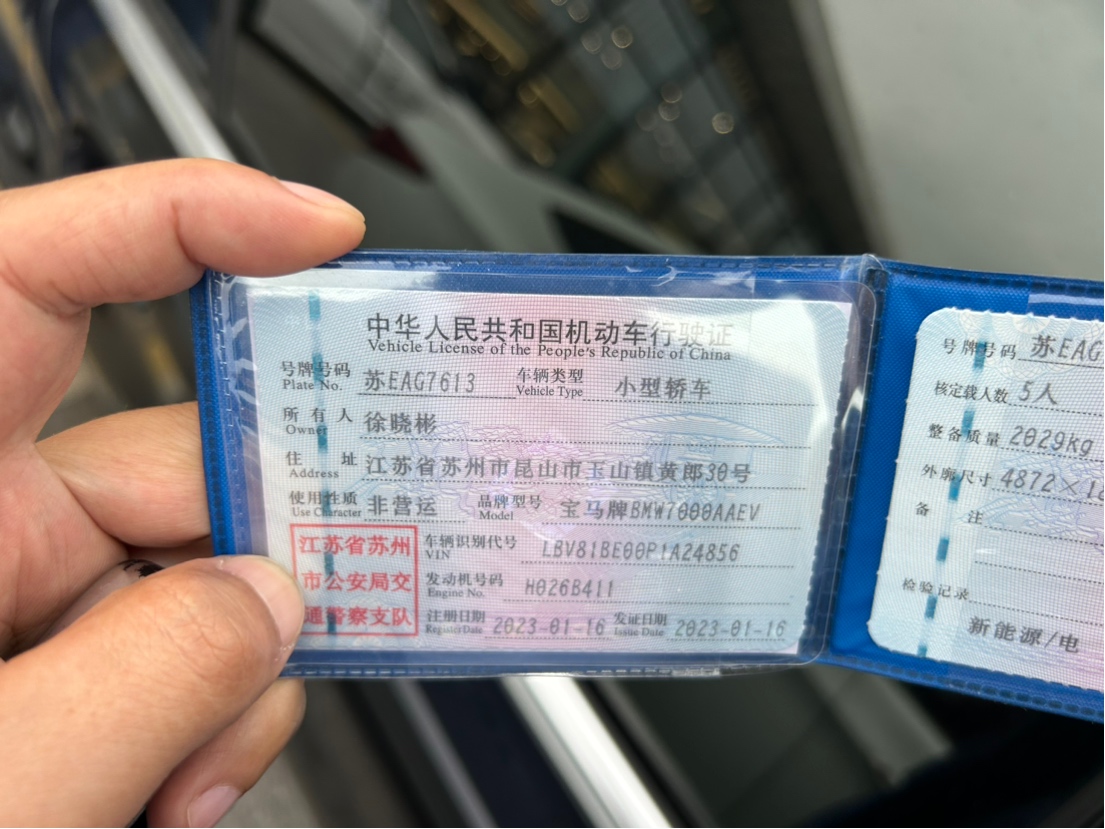 中华人民共和国机动车行驶证
Vehicle License of the People's Republic of China
号牌号码 苏EAG7613 车辆类型 小型轿车
Plate No. Vehicle Type
所有人 徐晓彬
Owner
住址 江苏省苏州市昆山市玉山镇黄郎30号
Address
使用性质 非营运 品牌型号 宝马牌BMW7000AAEV
Use Character Model
江苏省苏州
市公安局交
通警察支队
车辆识别代号 LBV81BE00P1A24856
VIN
发动机号码 H026B411
Engine No.
注册日期 2023-01-16 发证日期 2023-01-16
Register Date Issue Date
号牌号码 苏EAG
核定载人数 5人
整备质量 2029kg
外廓尺寸 4872×18
备注
检验记录
新能源/电